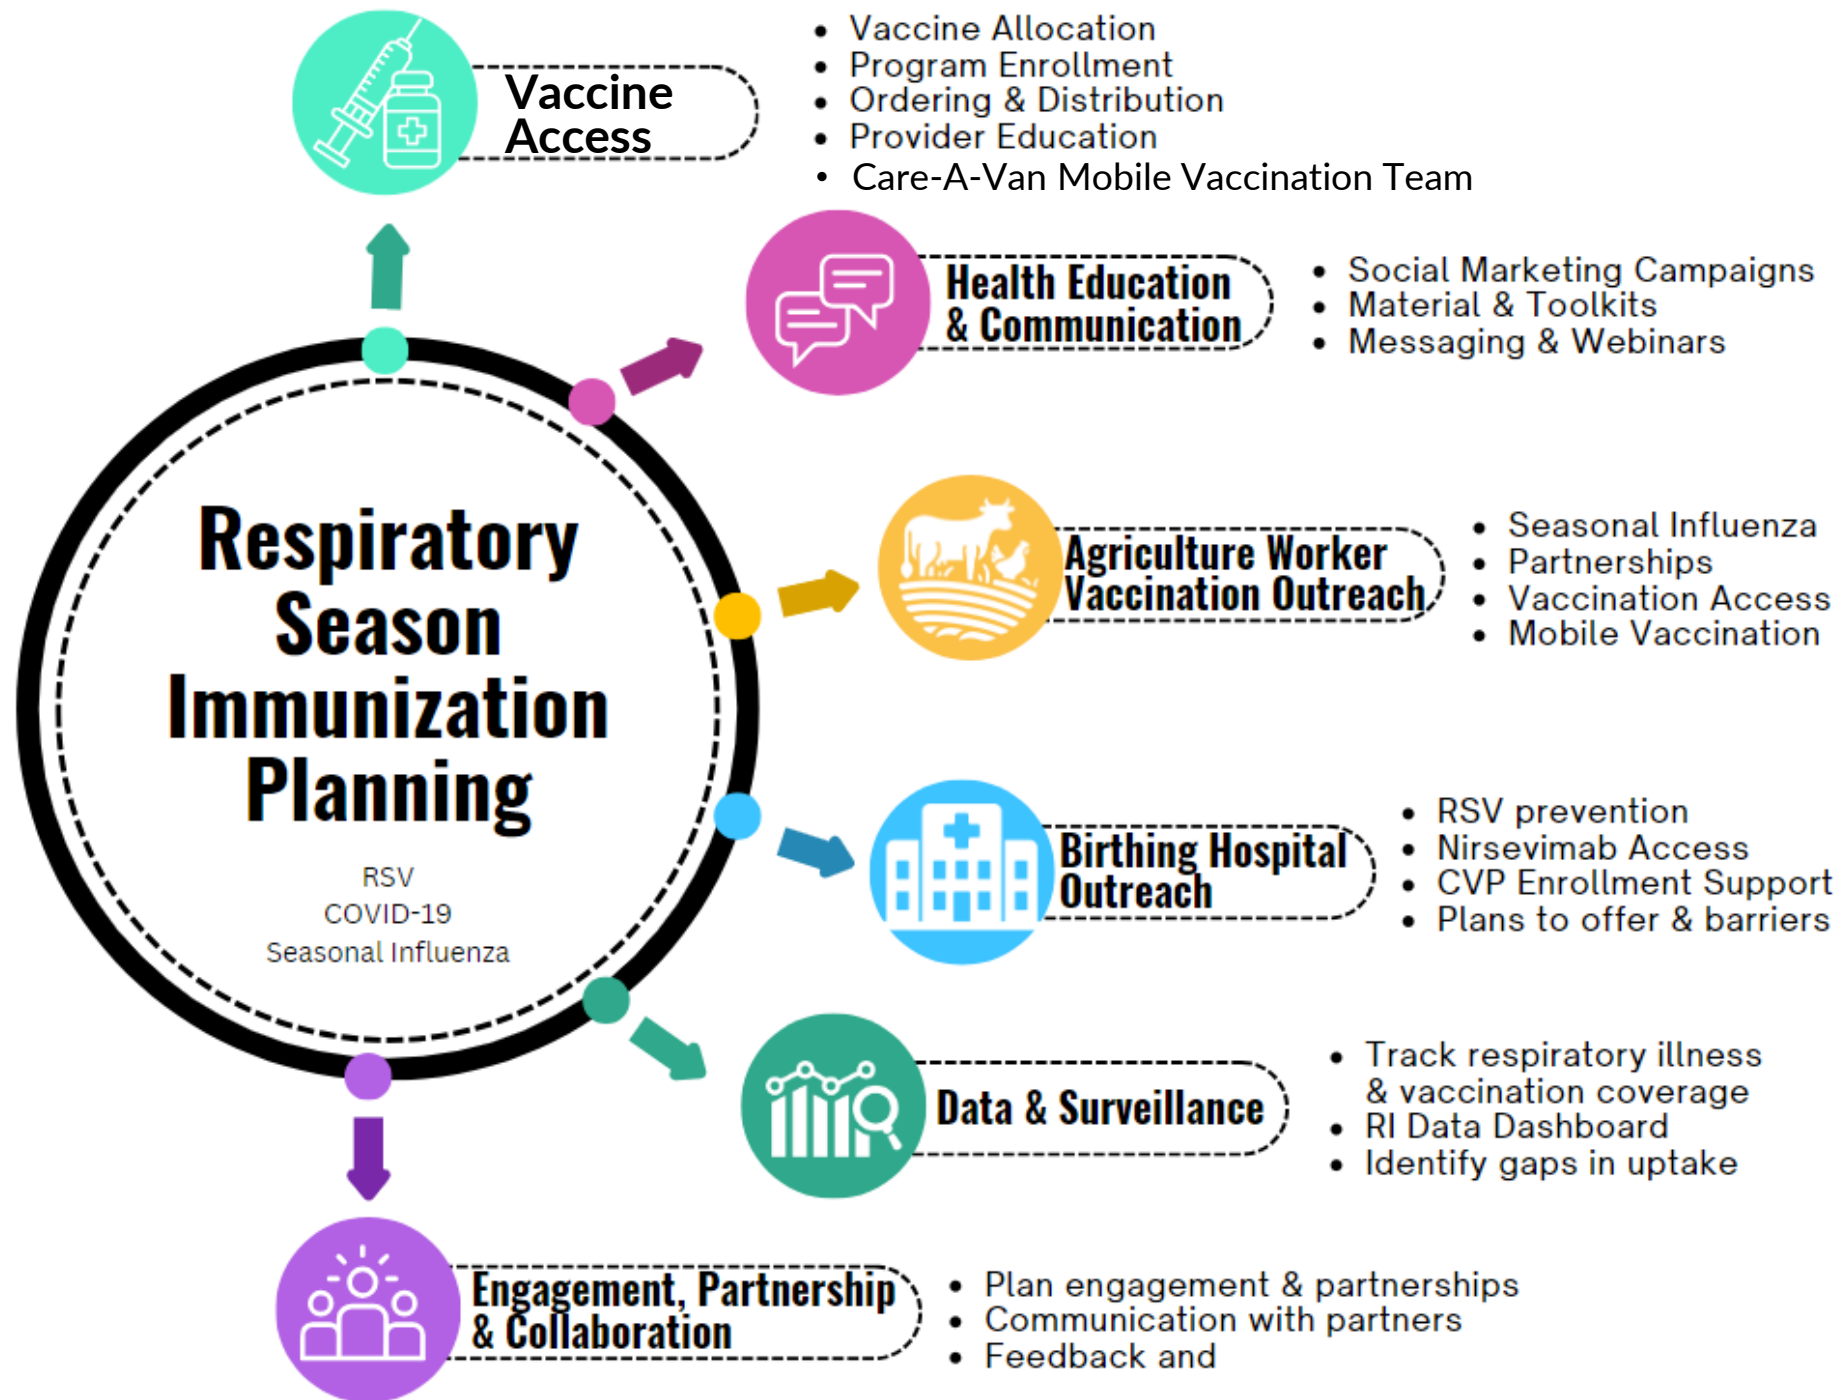 Vaccine
Access
• Vaccine Allocation
• Program Enrollment
• Ordering & Distribution
• Provider Education
• Care-A-Van Mobile Vaccination Team
Health Education
& Communication
• Social Marketing Campaigns
• Material & Toolkits
• Messaging & Webinars
Respiratory
Season
Immunization
Planning
RSV
COVID-19
Seasonal Influenza
Agriculture Worker
Vaccination Outreach
• Seasonal Influenza
• Partnerships
• Vaccination Access
• Mobile Vaccination
Birthing Hospital
Outreach
• RSV prevention
• Nirsevimab Access
• CVP Enrollment Support
• Plans to offer & barriers
Data & Surveillance
• Track respiratory illness
& vaccination coverage
• RI Data Dashboard
• Identify gaps in uptake
Engagement, Partnership
& Collaboration
• Plan engagement & partnerships
• Communication with partners
• Feedback and